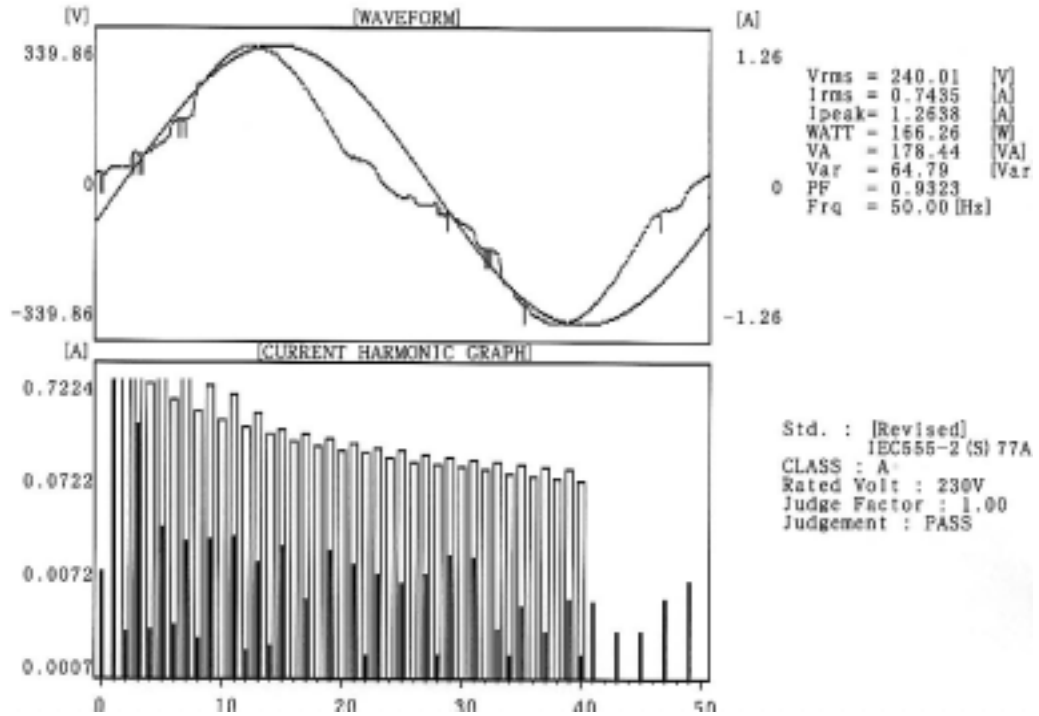 [V] [WAVEFORM] [A]
339.86 1.26
Vrms = 240.01 [V]
Irms = 0.7435 [A]
Ipeak= 1.2638 [A]
WATT = 166.26 [W]
VA = 178.44 [VA]
Var = 64.79 [Var
0 0 PF = 0.9323
Frq = 50.00 [Hz]
-339.86 -1.26
[A] [CURRENT HARMONIC GRAPH]
0.7224
0.0722
0.0072
0.0007
0 10 20 30 40 50
Std. : [Revised]
IEC555-2 (S) 77A
CLASS : A
Rated Volt : 230V
Judge Factor : 1.00
Judgement : PASS